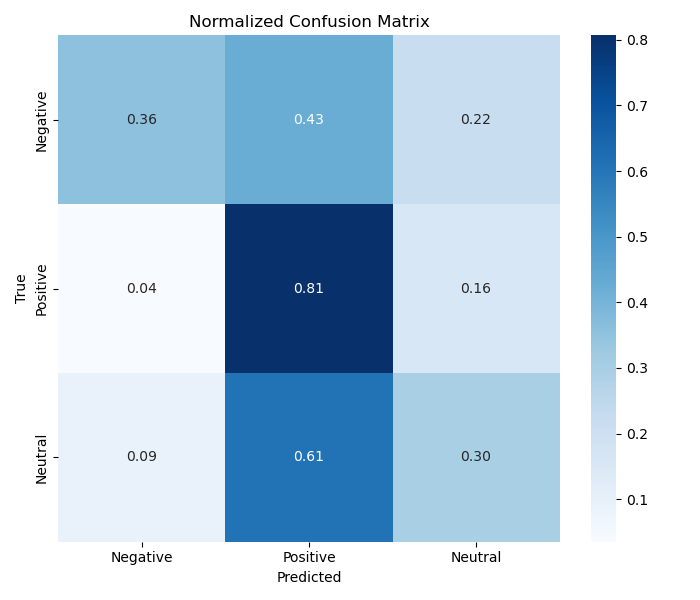 Normalized Confusion Matrix
True
Negative
0.36 0.43 0.22
Positive
0.04 0.81 0.16
Neutral
0.09 0.61 0.30
Negative Positive Neutral
Predicted
0.8
0.7
0.6
0.5
0.4
0.3
0.2
0.1